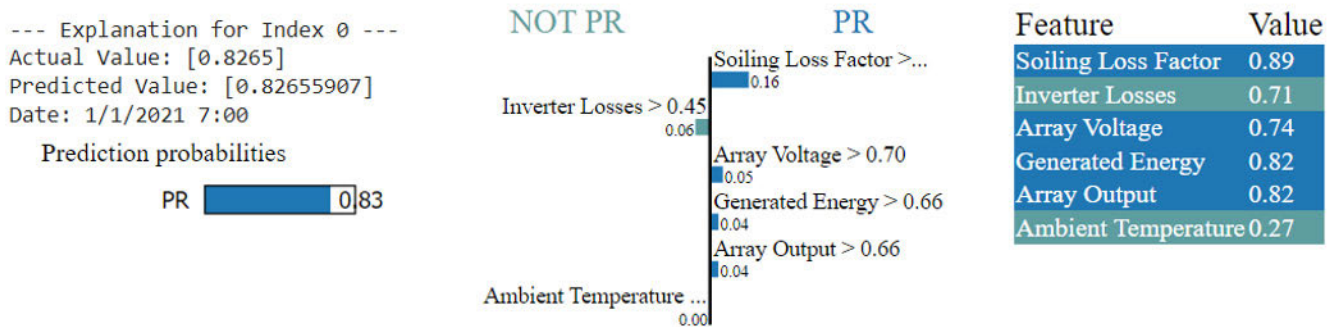 --- Explanation for Index 0 ---
Actual Value: [0.8265]
Predicted Value: [0.82655907]
Date: 1/1/2021 7:00
Prediction probabilities
PR 0.83
NOT PR PR
Soiling Loss Factor >...
0.16
Inverter Losses > 0.45
0.06
Array Voltage > 0.70
0.05
Generated Energy > 0.66
0.04
Array Output > 0.66
0.04
Ambient Temperature ...
0.00
Feature Value
Soiling Loss Factor 0.89
Inverter Losses 0.71
Array Voltage 0.74
Generated Energy 0.82
Array Output 0.82
Ambient Temperature 0.27